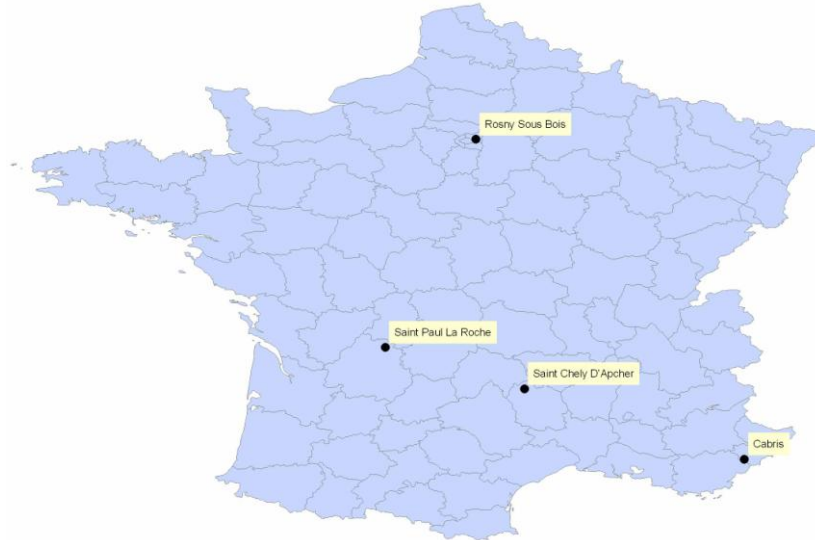 Rosny Sous Bois
Saint Paul La Roche
Saint Chely D'Apcher
Cabris